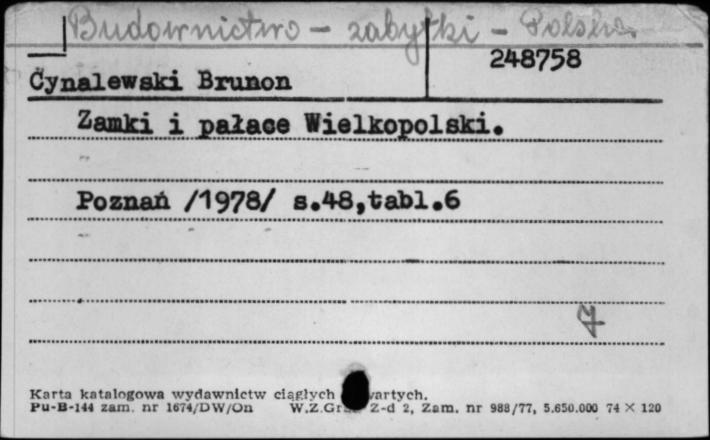 Budownictwo - zabytki - Polska.
248758
Cynalewski Brunon
Zamki i pałace Wielkopolski.
Poznań /1978/ s.48,tabl.6
Karta katalogowa wydawnictw ciągłych
Pu-B-144 zam. nr 1674/DW/On W.Z.Graf. Z-d 2, Zam. nr 988/77, 5.650.000 74 × 120